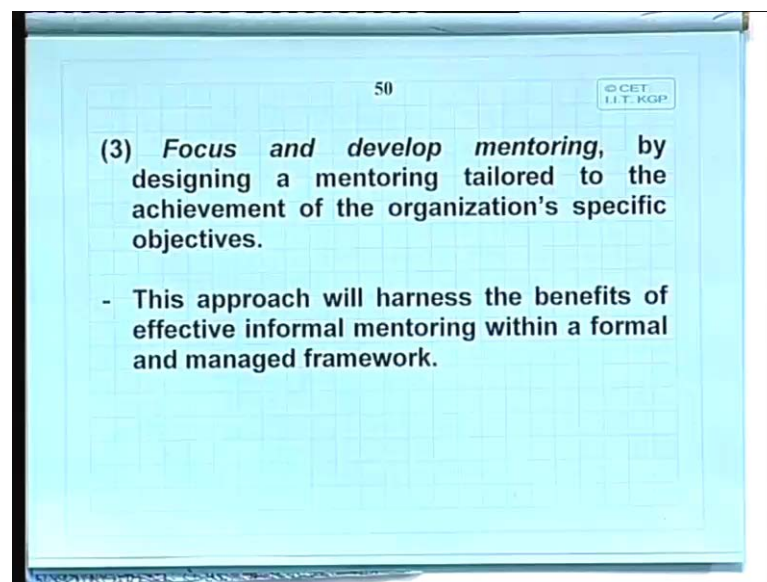 50
© CET
I.I.T. KGP
(3) Focus and develop mentoring, by
designing a mentoring tailored to the
achievement of the organization's specific
objectives.
- This approach will harness the benefits of
effective informal mentoring within a formal
and managed framework.